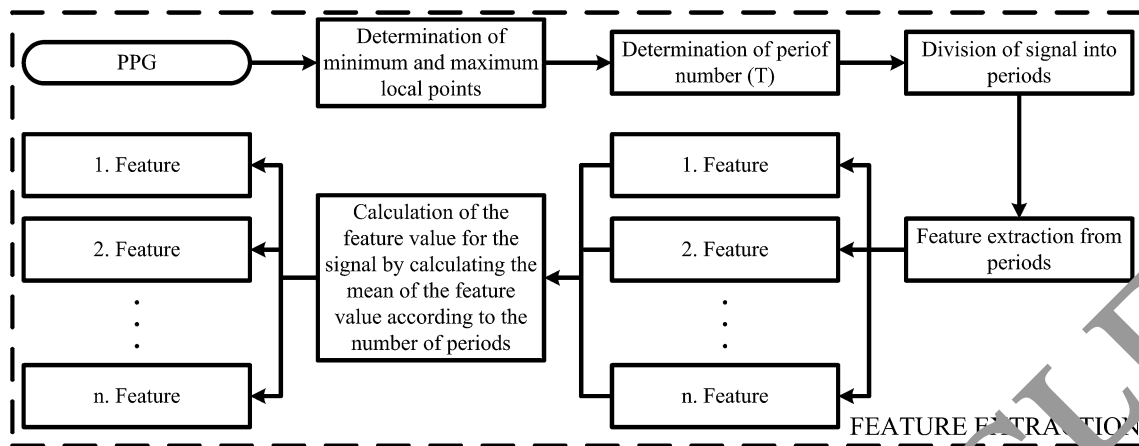 PPG
Determination of
minimum and maximum
local points
Determination of periof
number (T)
Division of signal into
periods
Feature extraction from
periods
1. Feature
2. Feature
n. Feature
Calculation of the
feature value for the
signal by calculating the
mean of the feature
value according to the
number of periods
1. Feature
2. Feature
n. Feature
FEATURE EXTRACTION